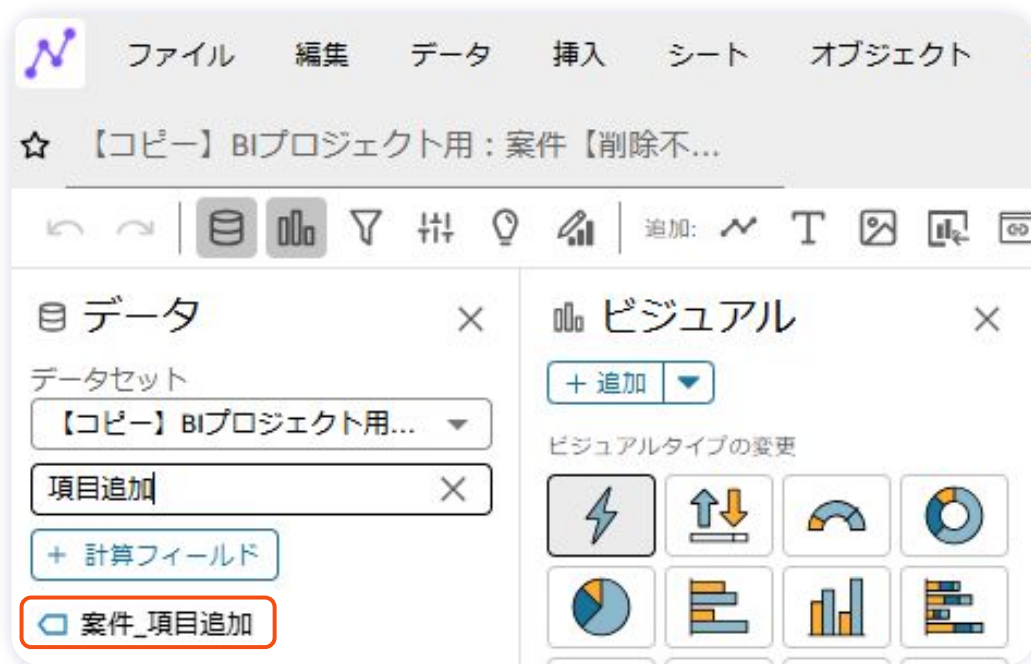 ファイル 編集 データ 挿入 シート オブジェクト
【コピー】BIプロジェクト用：案件【削除不...
追加:
データ
ビジュアル
データセット
【コピー】BIプロジェクト用...
項目追加
+ 計算フィールド
案件_項目追加
+ 追加
ビジュアルタイプの変更